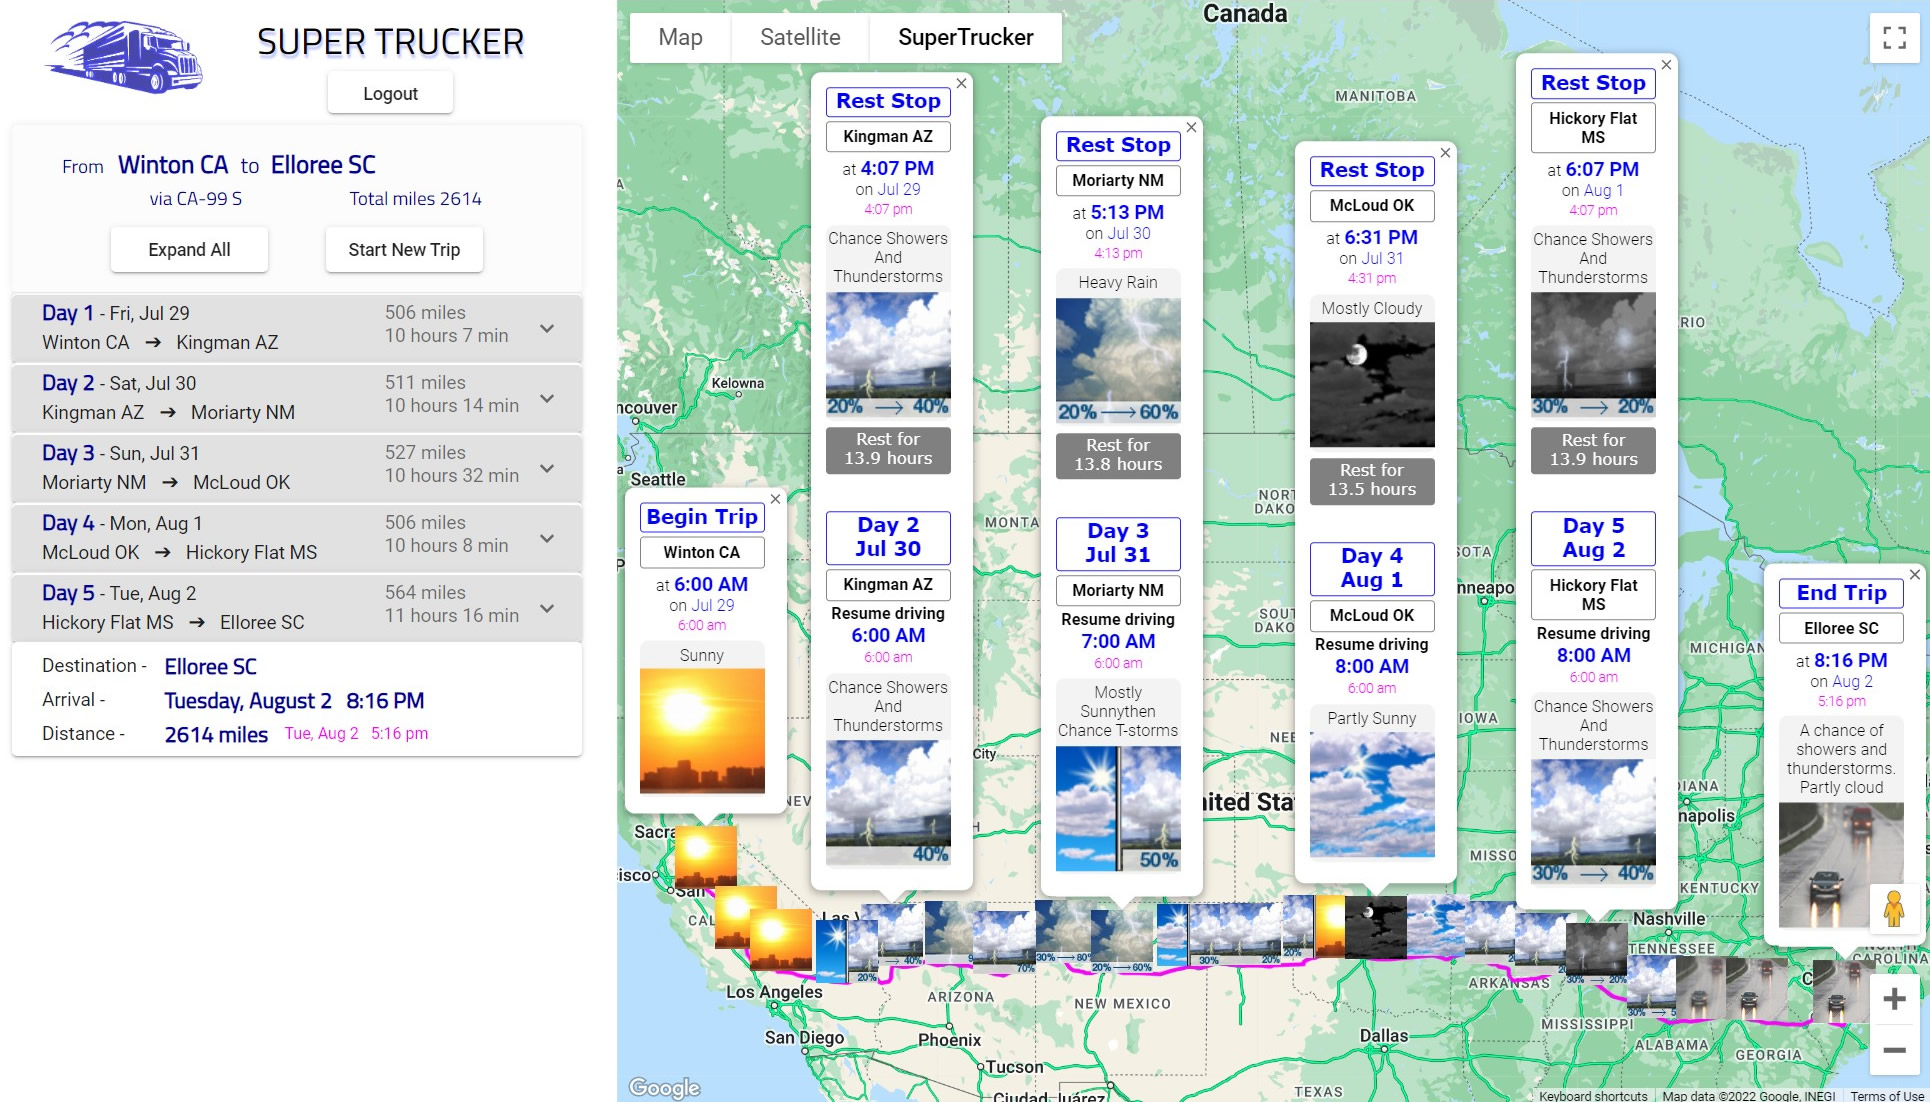 SUPER TRUCKER
Logout
From Winton CA to Elloree SC
via CA-99 S Total miles 2614
Expand All Start New Trip
Day 1 - Fri, Jul 29 506 miles
Winton CA ➔ Kingman AZ 10 hours 7 min
Day 2 - Sat, Jul 30 511 miles
Kingman AZ ➔ Moriarty NM 10 hours 14 min
Day 3 - Sun, Jul 31 527 miles
Moriarty NM ➔ McLoud OK 10 hours 32 min
Day 4 - Mon, Aug 1 506 miles
McLoud OK ➔ Hickory Flat MS 10 hours 8 min
Day 5 - Tue, Aug 2 564 miles
Hickory Flat MS ➔ Elloree SC 11 hours 16 min
Destination - Elloree SC
Arrival - Tuesday, August 2 8:16 PM
Distance - 2614 miles Tue, Aug 2 5:16 pm
Map Satellite SuperTrucker
Begin Trip
Winton CA
at 6:00 AM
on Jul 29
6:00 am
Sunny
Rest Stop
Kingman AZ
at 4:07 PM
on Jul 29
4:07 pm
Chance Showers
And
Thunderstorms
20% → 40%
Rest for
13.9 hours
Day 2
Jul 30
Kingman AZ
Resume driving
6:00 AM
6:00 am
Chance Showers
And
Thunderstorms
40%
Rest Stop
Moriarty NM
at 5:13 PM
on Jul 30
4:13 pm
Heavy Rain
20% → 60%
Rest for
13.8 hours
Day 3
Jul 31
Moriarty NM
Resume driving
7:00 AM
6:00 am
Mostly
Sunnythen
Chance T-storms
50%
Rest Stop
McLoud OK
at 6:31 PM
on Jul 31
4:31 pm
Mostly Cloudy
Rest for
13.5 hours
Day 4
Aug 1
McLoud OK
Resume driving
8:00 AM
6:00 am
Partly Sunny
Rest Stop
Hickory Flat
MS
at 6:07 PM
on Aug 1
4:07 pm
Chance Showers
And
Thunderstorms
30% → 20%
Rest for
13.9 hours
Day 5
Aug 2
Hickory Flat
MS
Resume driving
8:00 AM
6:00 am
Chance Showers
And
Thunderstorms
30% → 40%
End Trip
Elloree SC
at 8:16 PM
on Aug 2
5:16 pm
A chance of
showers and
thunderstorms.
Partly cloud
Canada
MANITOBA
RIO
Kelowna
ncouver
Seattle
MONTA
NORT
DAKO
SOTA
nneapo
SOUT
DAKO
MICHIGAN
IOWA
NEE
City
nited Sta
DIANA
napolis
NEV
H
Sacra
isco
San
CAL
Las V
MISSO
KENTUCKY
Nashville
TENNESSEE
NORTH
CAROLINA
20%
40%
9
70%
30% → 80%
20% → 60%
30%
20%
20%
2
20
30% → 20%
30% → 5
C
Los Angeles
ARIZONA
NEW MEXICO
ARKANSAS
MISSISSIPPI
San Diego
Phoenix
Dallas
ALABAMA
GEORGIA
Tucson
Ciudad Juárez
TEXAS
Google
Keyboard shortcuts Map data ©2022 Google, INEGI Terms of Use